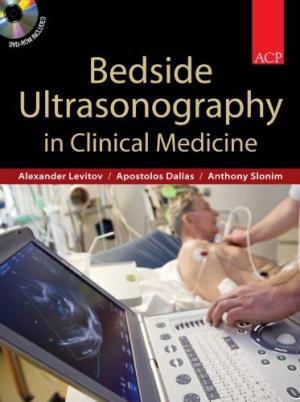 DVD-ROM INCLUDED
ACP
Bedside
Ultrasonography
in Clinical Medicine
Alexander Levitov / Apostolos Dallas / Anthony Slonim